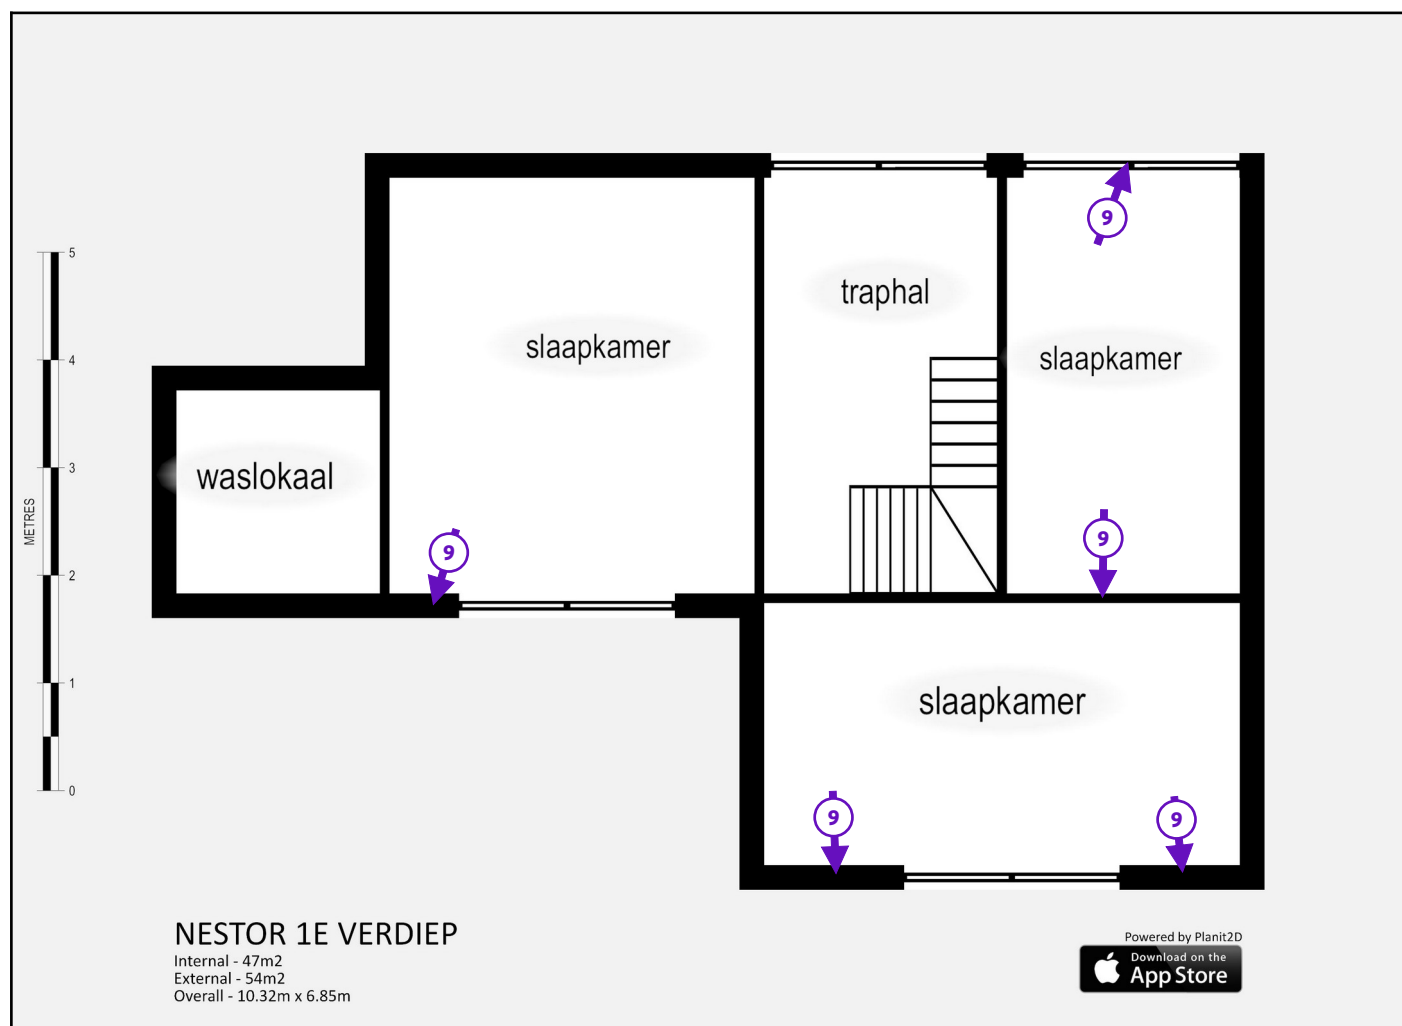 9
traphal
slaapkamer
slaapkamer
5
4
3
2
1
0
METRES
waslokaal
9
9
slaapkamer
9
9
NESTOR 1E VERDIEP
Internal - 47m2
External - 54m2
Overall - 10.32m x 6.85m
Powered by Planit2D
Download on the
App Store